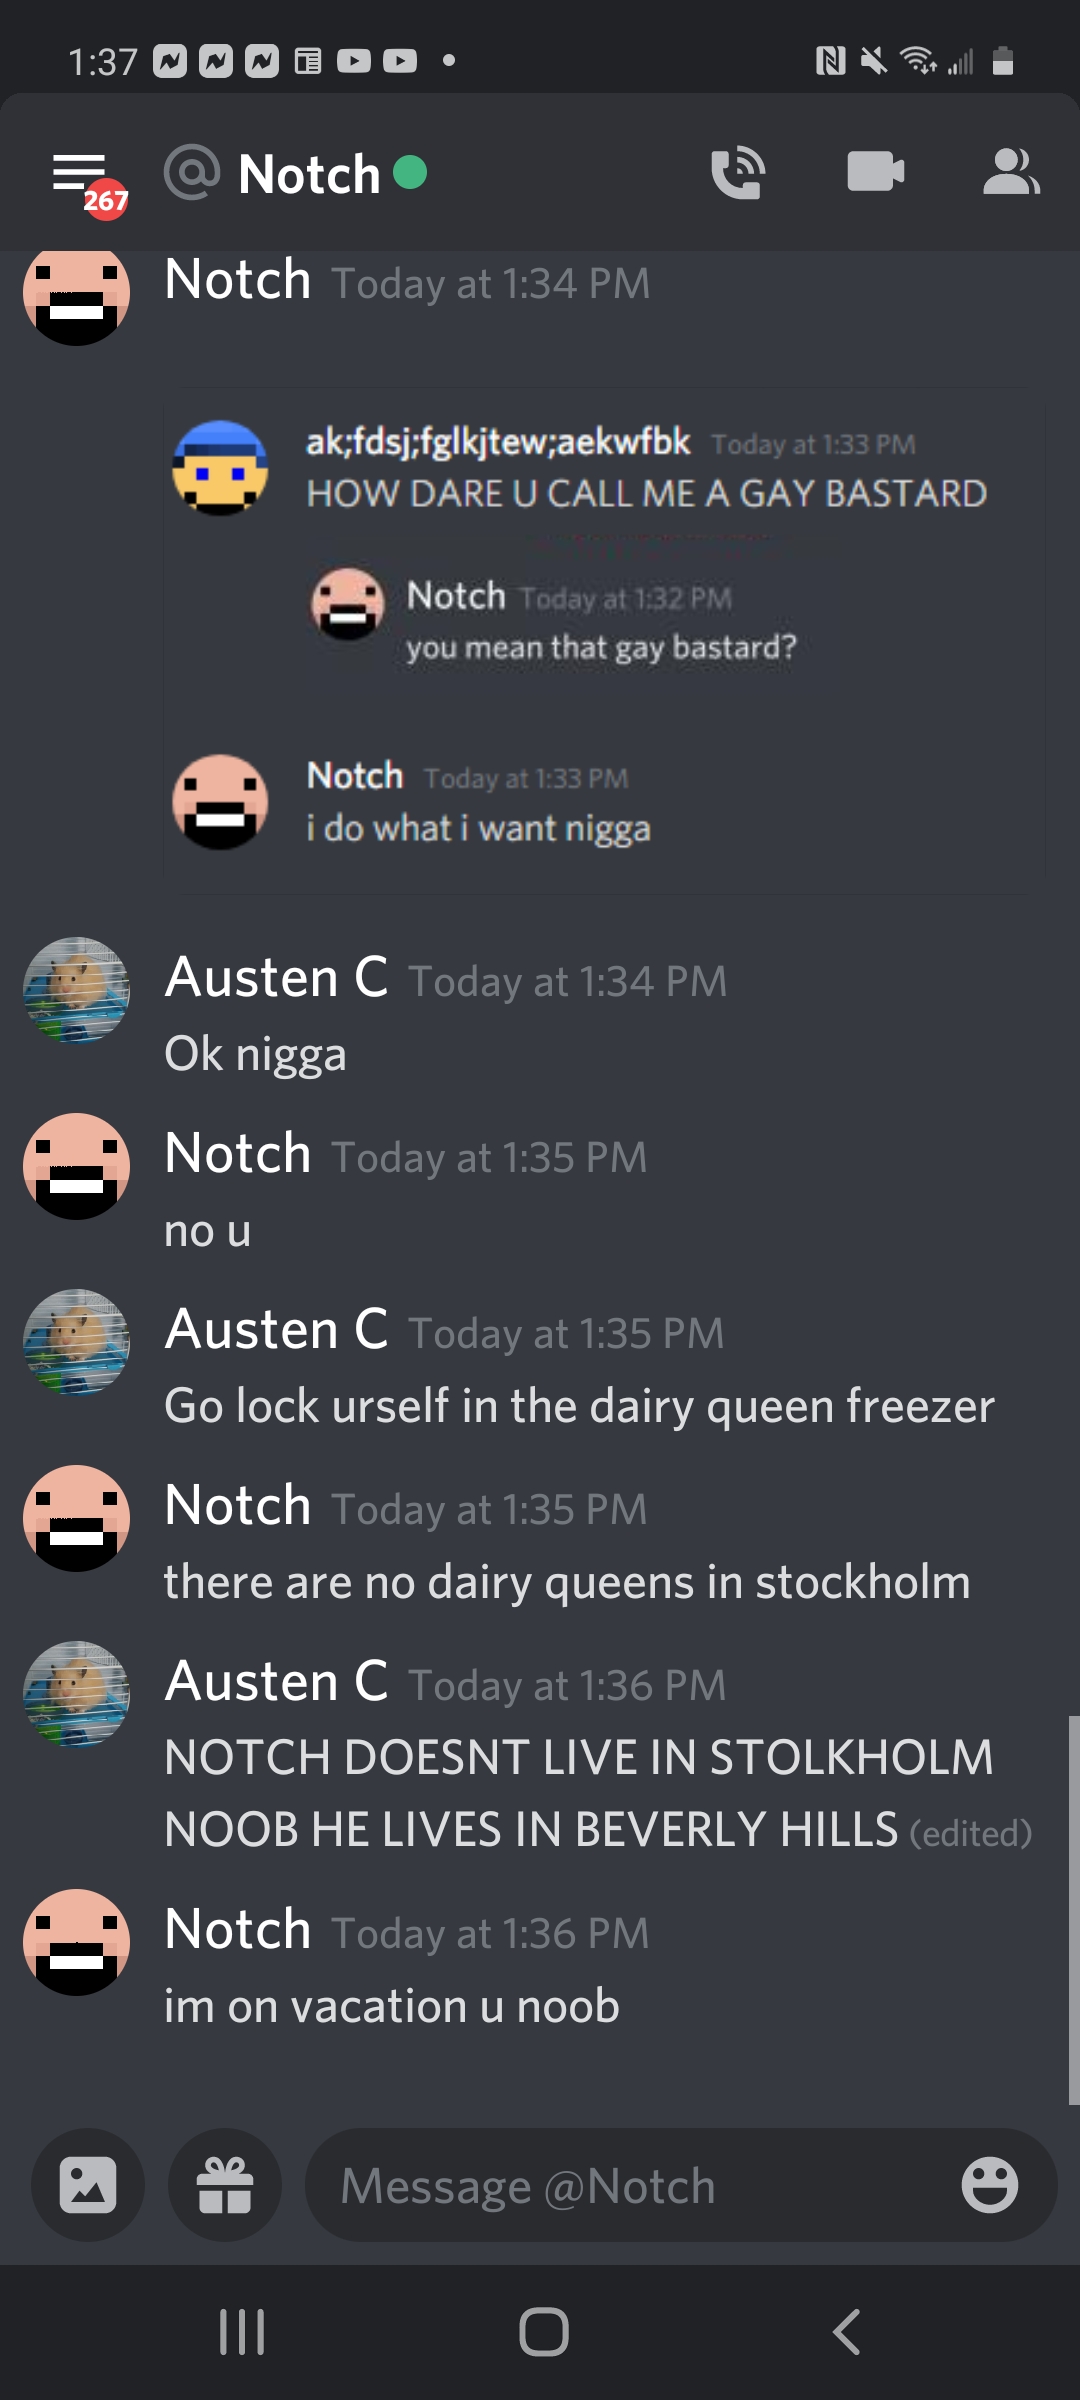 1:37
267
Notch
Notch Today at 1:34 PM
ak;fdsj;fglkjtew;aekwfbk Today at 1:33 PM
HOW DARE U CALL ME A GAY BASTARD
Notch Today at 1:32 PM
you mean that gay bastard?
Notch Today at 1:33 PM
i do what i want nigga
Austen C Today at 1:34 PM
Ok nigga
Notch Today at 1:35 PM
no u
Austen C Today at 1:35 PM
Go lock urself in the dairy queen freezer
Notch Today at 1:35 PM
there are no dairy queens in stockholm
Austen C Today at 1:36 PM
NOTCH DOESNT LIVE IN STOLKHOLM
NOOB HE LIVES IN BEVERLY HILLS (edited)
Notch Today at 1:36 PM
im on vacation u noob
Message @Notch